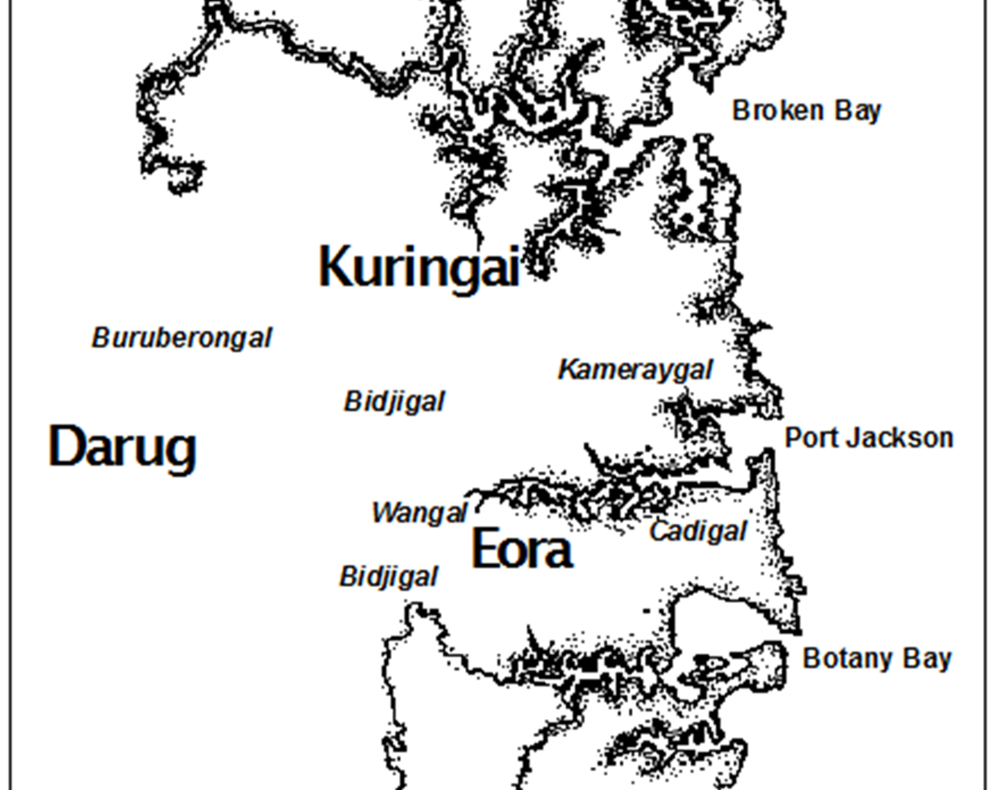 Broken Bay
Kuringai
Buruberongal
Kameraygal
Bidjigal
Darug
Port Jackson
Wangal
Cadigal
Eora
Bidjigal
Botany Bay